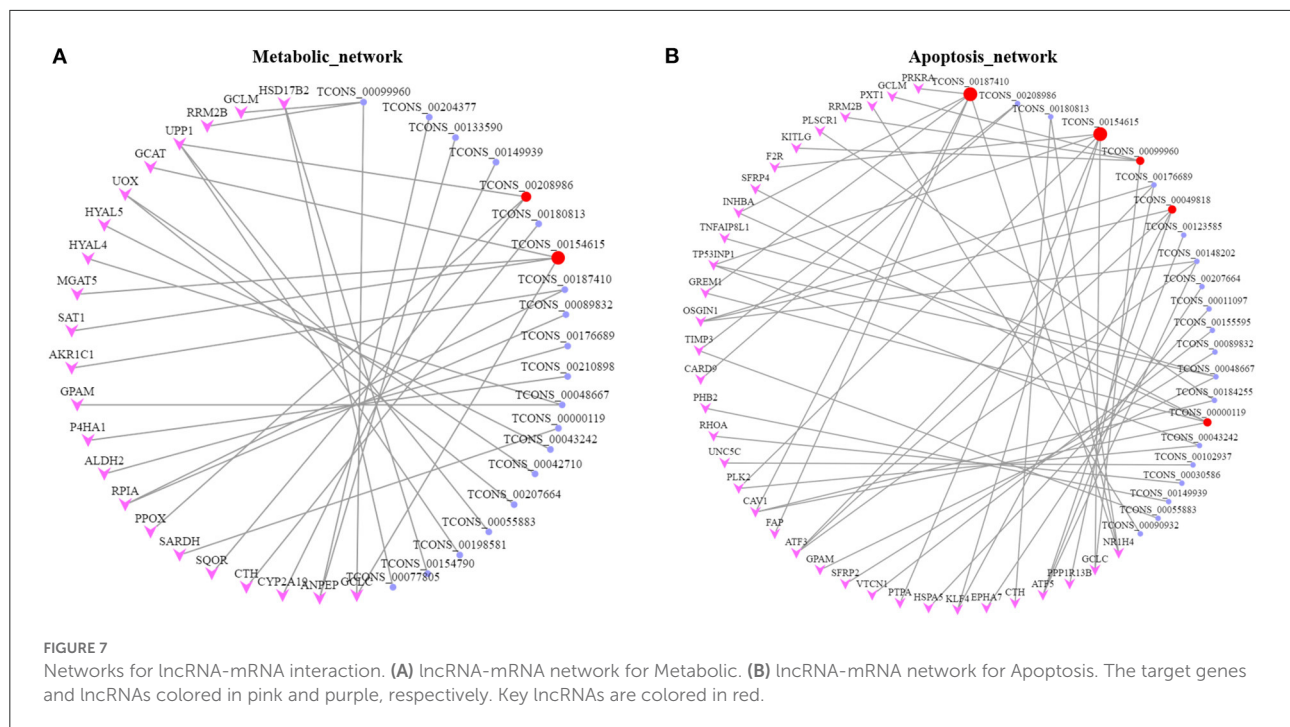 A
Metabolic_network
HSD17B2
TCONS_00099960
GCLM
TCONS_00204377
RRM2B
TCONS_00133590
UPP1
TCONS_00149939
GCAT
TCONS_00208986
UOX
TCONS_00180813
HYAL5
TCONS_00154615
HYAL4
TCONS_00187410
MGAT5
TCONS_00089832
SAT1
TCONS_00176689
AKR1C1
TCONS_00210898
GPAM
TCONS_00048667
P4HA1
TCONS_00000119
ALDH2
TCONS_00043242
RPIA
TCONS_00042710
PPOX
TCONS_00207664
SARDH
TCONS_00055883
SQOR
TCONS_00198581
CTH
TCONS_00154790
CYP2A19
ANPEP
GCLC
TCONS_00077805
B
Apoptosis_network
PRKRA
TCONS_00187410
GCLM
TCONS_00208986
PXT1
TCONS_00180813
RRM2B
TCONS_00154615
PLSCR1
TCONS_00099960
KITLG
TCONS_00176689
F2R
TCONS_00049818
SFRP4
TCONS_00123585
INHBA
TCONS_00148202
TNFAIP8L1
TCONS_00207664
TP53INP1
TCONS_00011097
GREM1
TCONS_00155595
OSGIN1
TCONS_00089832
TIMP3
TCONS_00048667
CARD9
TCONS_00184255
PHB2
TCONS_00000119
RHOA
TCONS_00043242
UNC5C
TCONS_00102937
PLK2
TCONS_00030586
CAV1
TCONS_00149939
FAP
TCONS_00055883
ATF3
TCONS_00090932
GPAM
NR1H4
SFRP2
GCLC
VTCN1
PPP1R13B
PTPA
ATF5
HSPA5
CTH
KLF4
EPHA7
FIGURE 7
Networks for lncRNA-mRNA interaction. (A) lncRNA-mRNA network for Metabolic. (B) lncRNA-mRNA network for Apoptosis. The target genes
and lncRNAs colored in pink and purple, respectively. Key lncRNAs are colored in red.